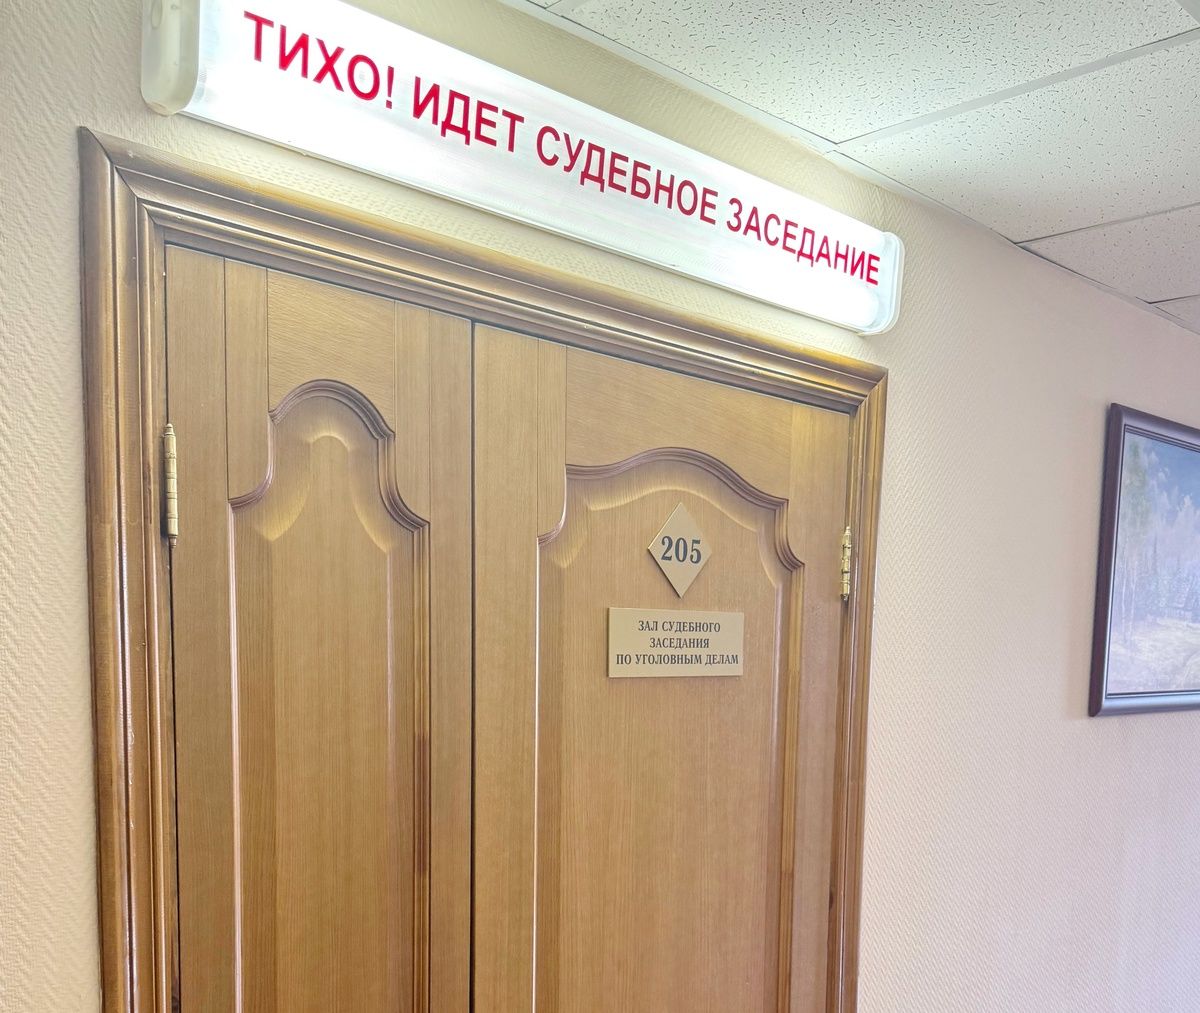 ТИХО! ИДЕТ СУДЕБНОЕ ЗАСЕДАНИЕ
205
ЗАЛ СУДЕБНОГО
ЗАСЕДАНИЯ
ПО УГОЛОВНЫМ ДЕЛАМ